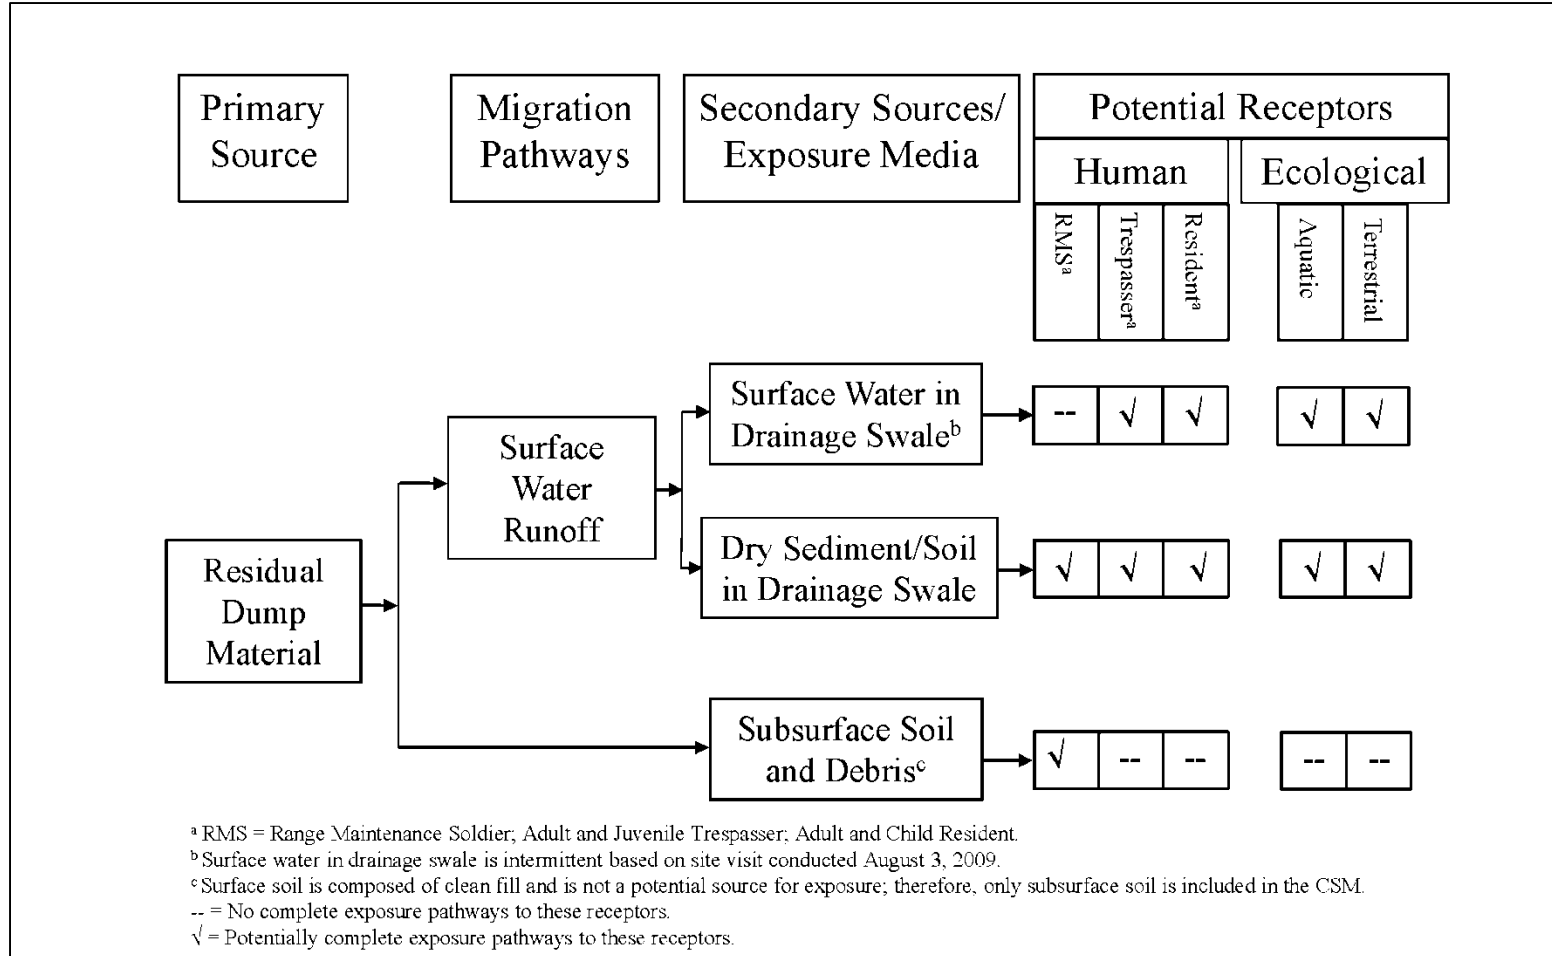 Primary
Source
Migration
Pathways
Secondary Sources/
Exposure Media
Potential Receptors
Human
Ecological
RMSᵃ
Trespasserᵃ
Residentᵃ
Aquatic
Terrestrial
Surface Water in
Drainage Swaleᵇ
-- √ √ √ √
Surface
Water
Runoff
Dry Sediment/Soil
in Drainage Swale
√ √ √ √ √
Residual
Dump
Material
Subsurface Soil
and Debrisᶜ
√ -- -- -- --
ᵃ RMS = Range Maintenance Soldier; Adult and Juvenile Trespasser; Adult and Child Resident.
ᵇ Surface water in drainage swale is intermittent based on site visit conducted August 3, 2009.
ᶜ Surface soil is composed of clean fill and is not a potential source for exposure; therefore, only subsurface soil is included in the CSM.
-- = No complete exposure pathways to these receptors.
√ = Potentially complete exposure pathways to these receptors.